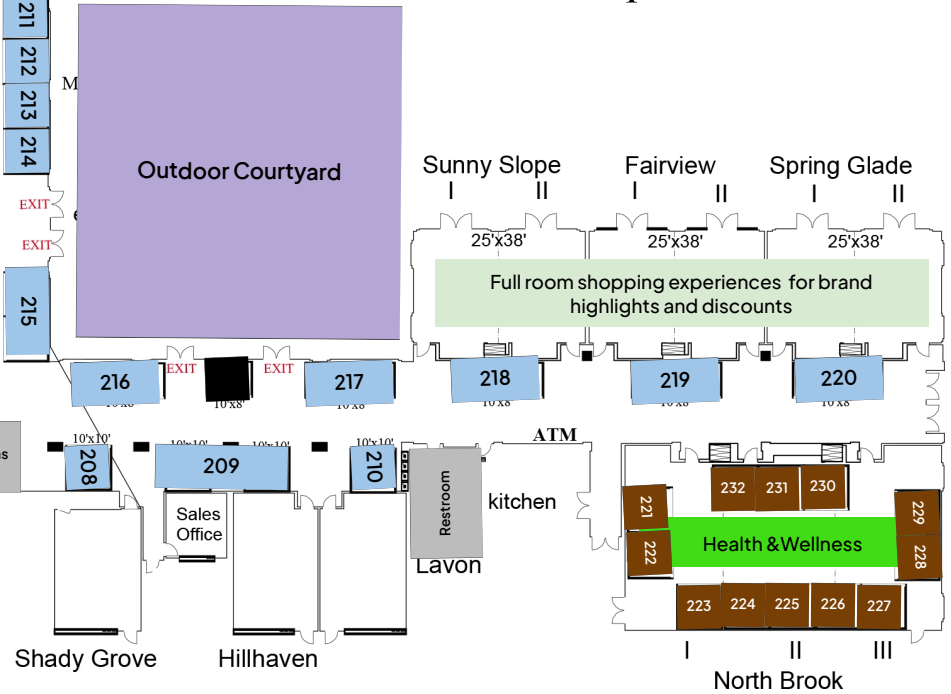 211
212
213
214
M
EXIT
EXIT
215
Outdoor Courtyard
Sunny Slope
I II
Fairview
I II
Spring Glade
I II
25'x38'
25'x38'
25'x38'
Full room shopping experiences for brand
highlights and discounts
216
EXIT
10'x8'
EXIT
217
218
219
220
10'x10'
208
10'x10'
10'x10'
209
10'x10'
210
ATM
Restroom
kitchen
Lavon
Sales
Office
Shady Grove
Hillhaven
232
231
230
221
222
229
228
Health &Wellness
223
224
225
226
227
I II III
North Brook